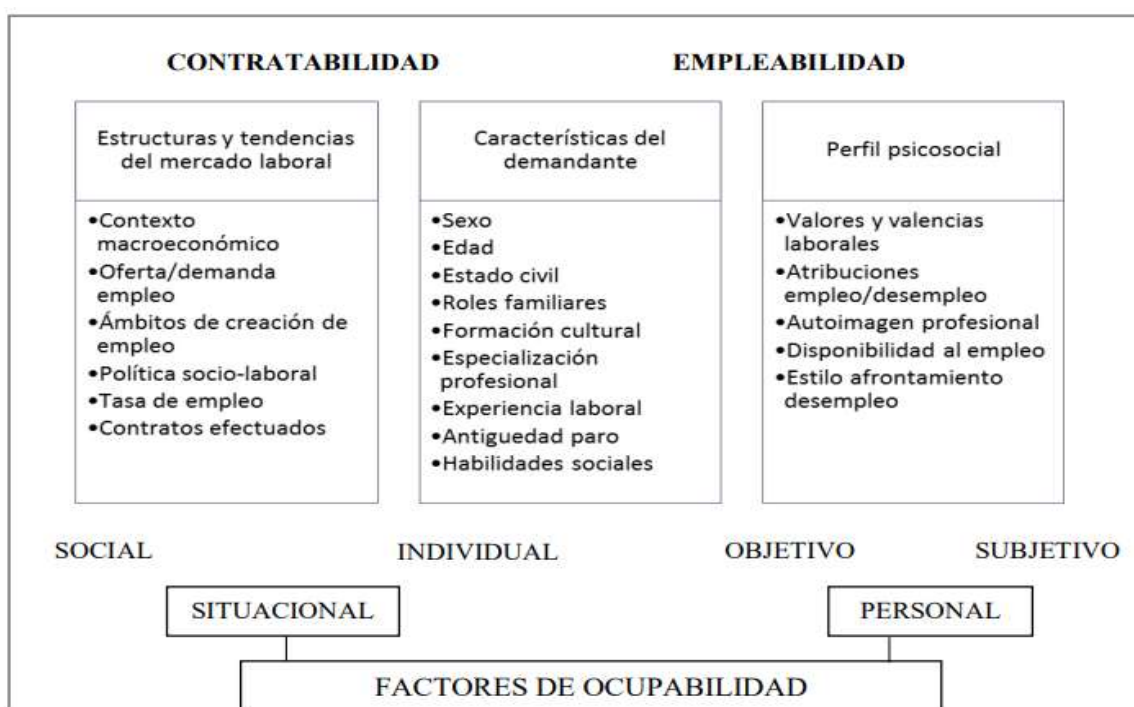 CONTRATABILIDAD
EMPLEABILIDAD
Estructuras y tendencias
del mercado laboral
•Contexto
macroeconómico
•Oferta/demanda
empleo
•Ámbitos de creación de
empleo
•Política socio-laboral
•Tasa de empleo
•Contratos efectuados
Características del
demandante
•Sexo
•Edad
•Estado civil
•Roles familiares
•Formación cultural
•Especialización
profesional
•Experiencia laboral
•Antiguedad paro
•Habilidades sociales
Perfil psicosocial
•Valores y valencias
laborales
•Atribuciones
empleo/desempleo
•Autoimagen profesional
•Disponibilidad al empleo
•Estilo afrontamiento
desempleo
SOCIAL
INDIVIDUAL
OBJETIVO
SUBJETIVO
SITUACIONAL
PERSONAL
FACTORES DE OCUPABILIDAD